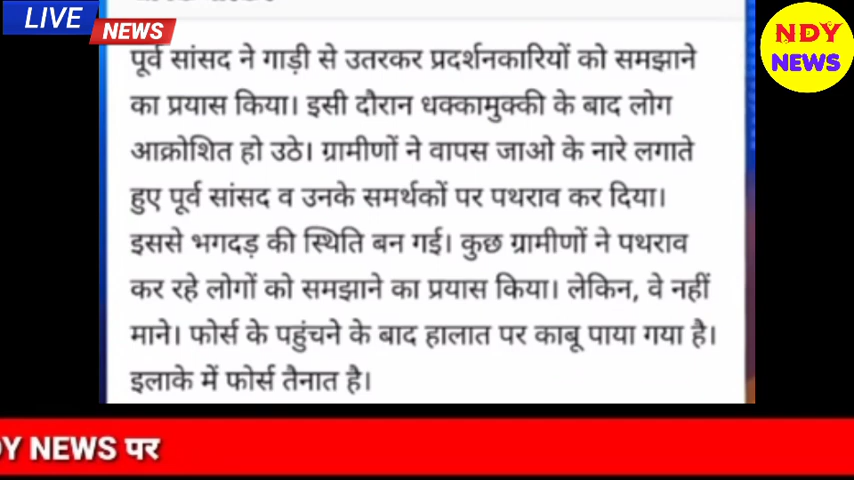 LIVE
NEWS
NDY
NEWS
पूर्व सांसद ने गाड़ी से उतरकर प्रदर्शनकारियों को समझाने
का प्रयास किया। इसी दौरान धक्कामुक्की के बाद लोग
आक्रोशित हो उठे। ग्रामीणों ने वापस जाओ के नारे लगाते
हुए पूर्व सांसद व उनके समर्थकों पर पथराव कर दिया।
इससे भगदड़ की स्थिति बन गई। कुछ ग्रामीणों ने पथराव
कर रहे लोगों को समझाने का प्रयास किया। लेकिन, वे नहीं
माने। फोर्स के पहुंचने के बाद हालात पर काबू पाया गया है।
इलाके में फोर्स तैनात है।
NEWS पर